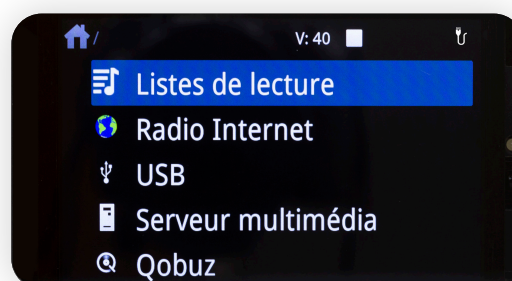 / V: 40
Listes de lecture
Radio Internet
USB
Serveur multimédia
Qobuz